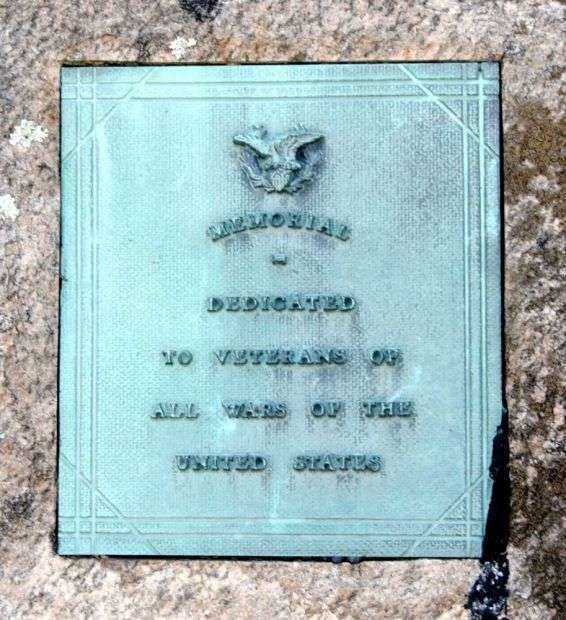 MEMORIAL
–
DEDICATED
TO VETERANS OF
ALL WARS OF THE
UNITED STATES